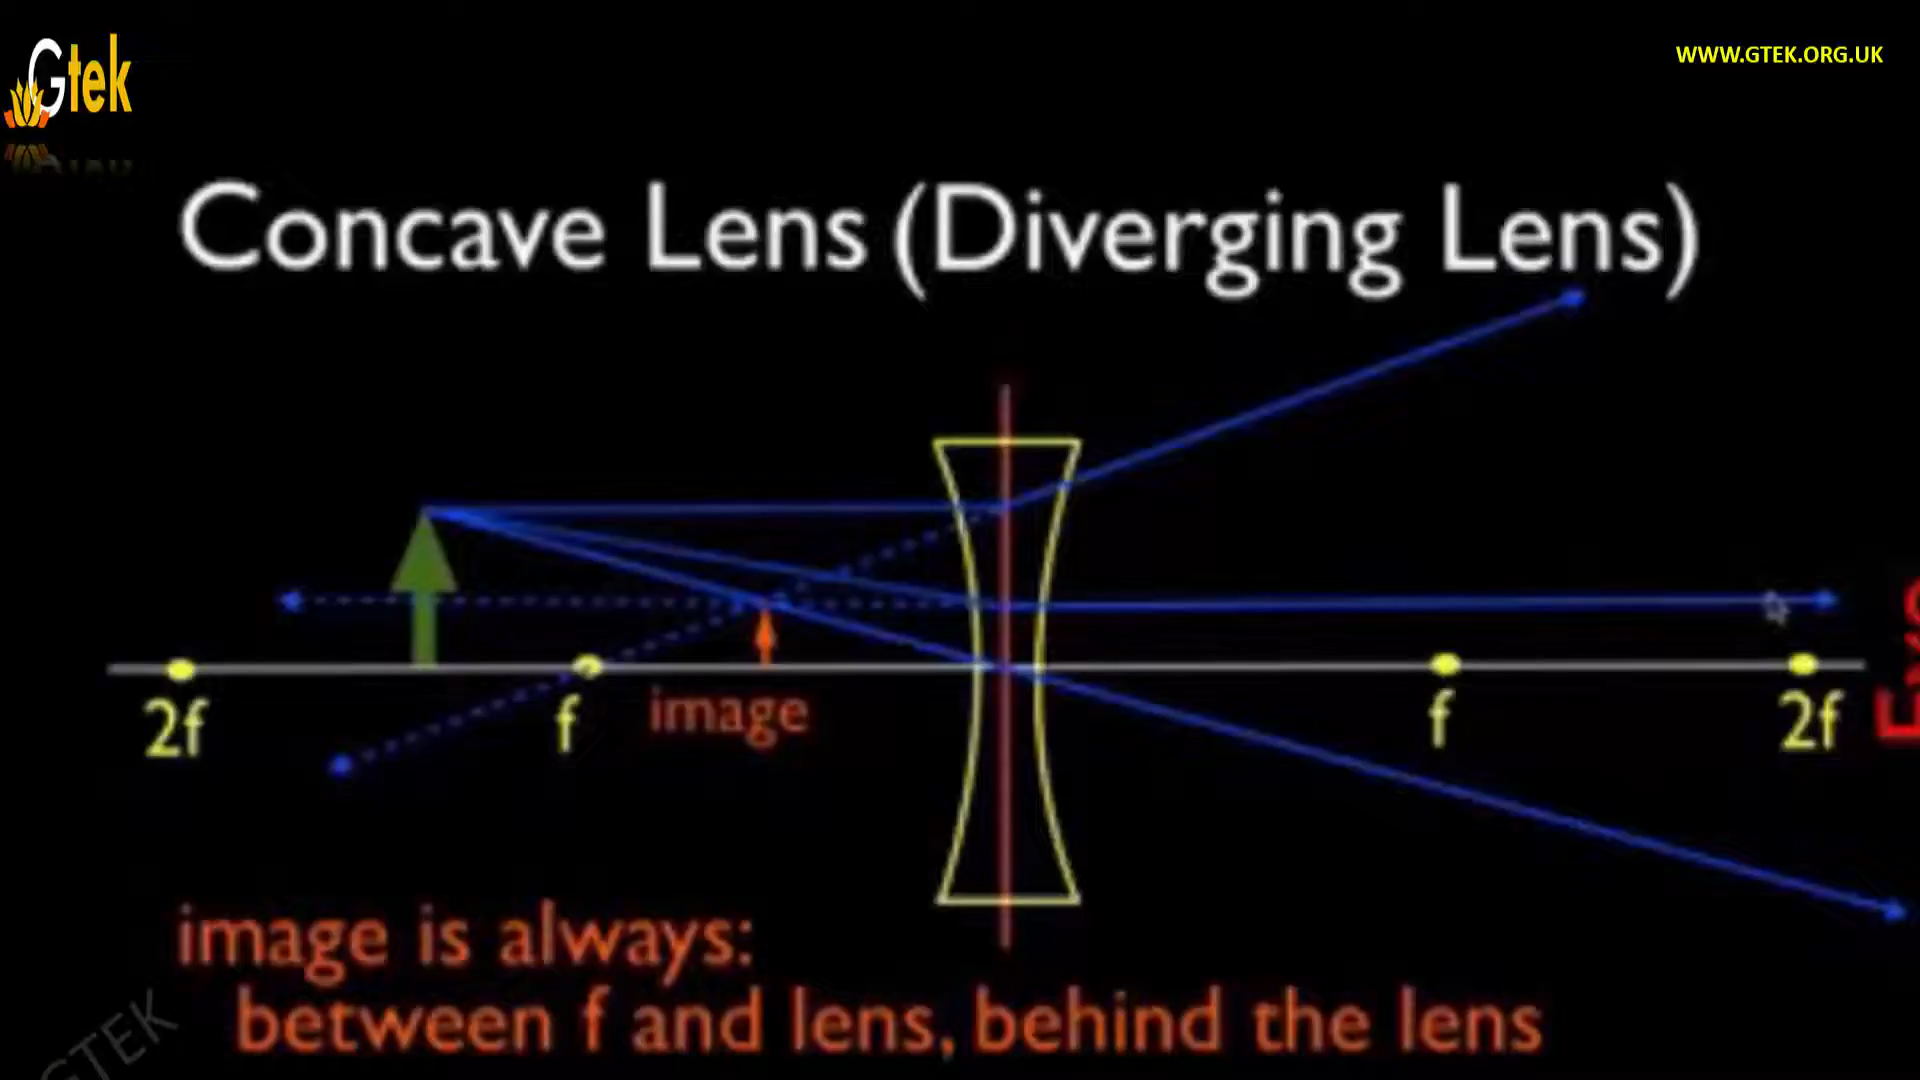 Gtek
WWW.GTEK.ORG.UK
Concave Lens (Diverging Lens)
2f
f
image
f
2f
image is always:
between f and lens, behind the lens
GTEK